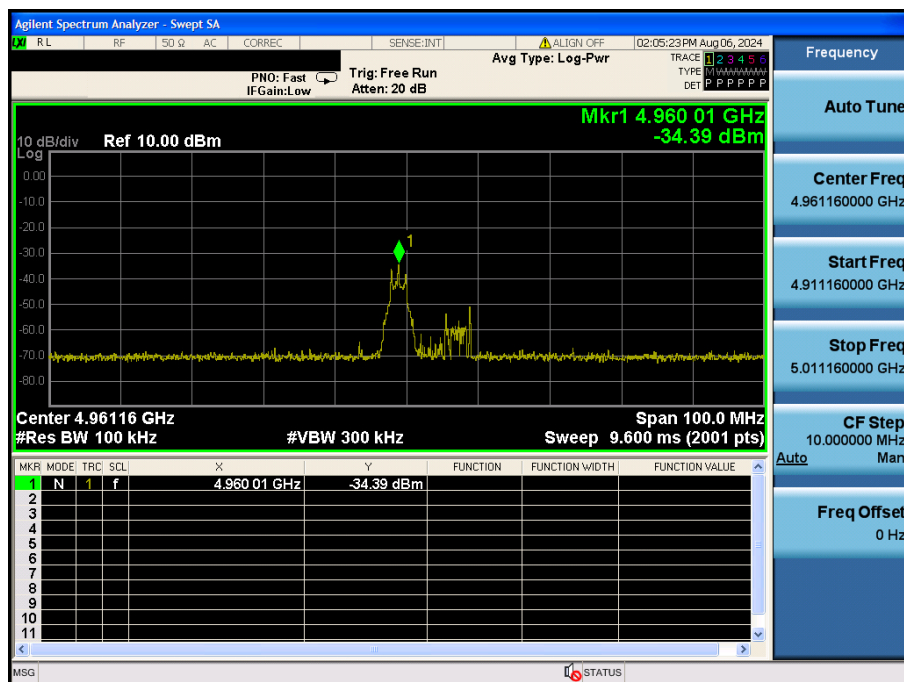 Agilent Spectrum Analyzer - Swept SA
LXI RL RF 50 Ω AC CORREC SENSE:INT ALIGN OFF 02:05:23 PM Aug 06, 2024
Frequency
Avg Type: Log-Pwr
TRACE 1 2 3 4 5 6
PNO: Fast Trig: Free Run
TYPE M W W W W W
IFGain:Low Atten: 20 dB
DET P P P P P P
Auto Tune
Mkr1 4.960 01 GHz
10 dB/div Ref 10.00 dBm -34.39 dBm
Log
0.00
-10.0
-20.0
-30.0
-40.0
-50.0
-60.0
-70.0
-80.0
1
Center Freq
4.961160000 GHz
Start Freq
4.911160000 GHz
Stop Freq
5.011160000 GHz
Center 4.96116 GHz Span 100.0 MHz
#Res BW 100 kHz #VBW 300 kHz Sweep 9.600 ms (2001 pts)
CF Step
10.000000 MHz
Auto Man
Freq Offset
0 Hz
MKR MODE TRC SCL X Y FUNCTION FUNCTION WIDTH FUNCTION VALUE
1 N 1 f 4.960 01 GHz -34.39 dBm
2
3
4
5
6
7
8
9
10
11
MSG STATUS